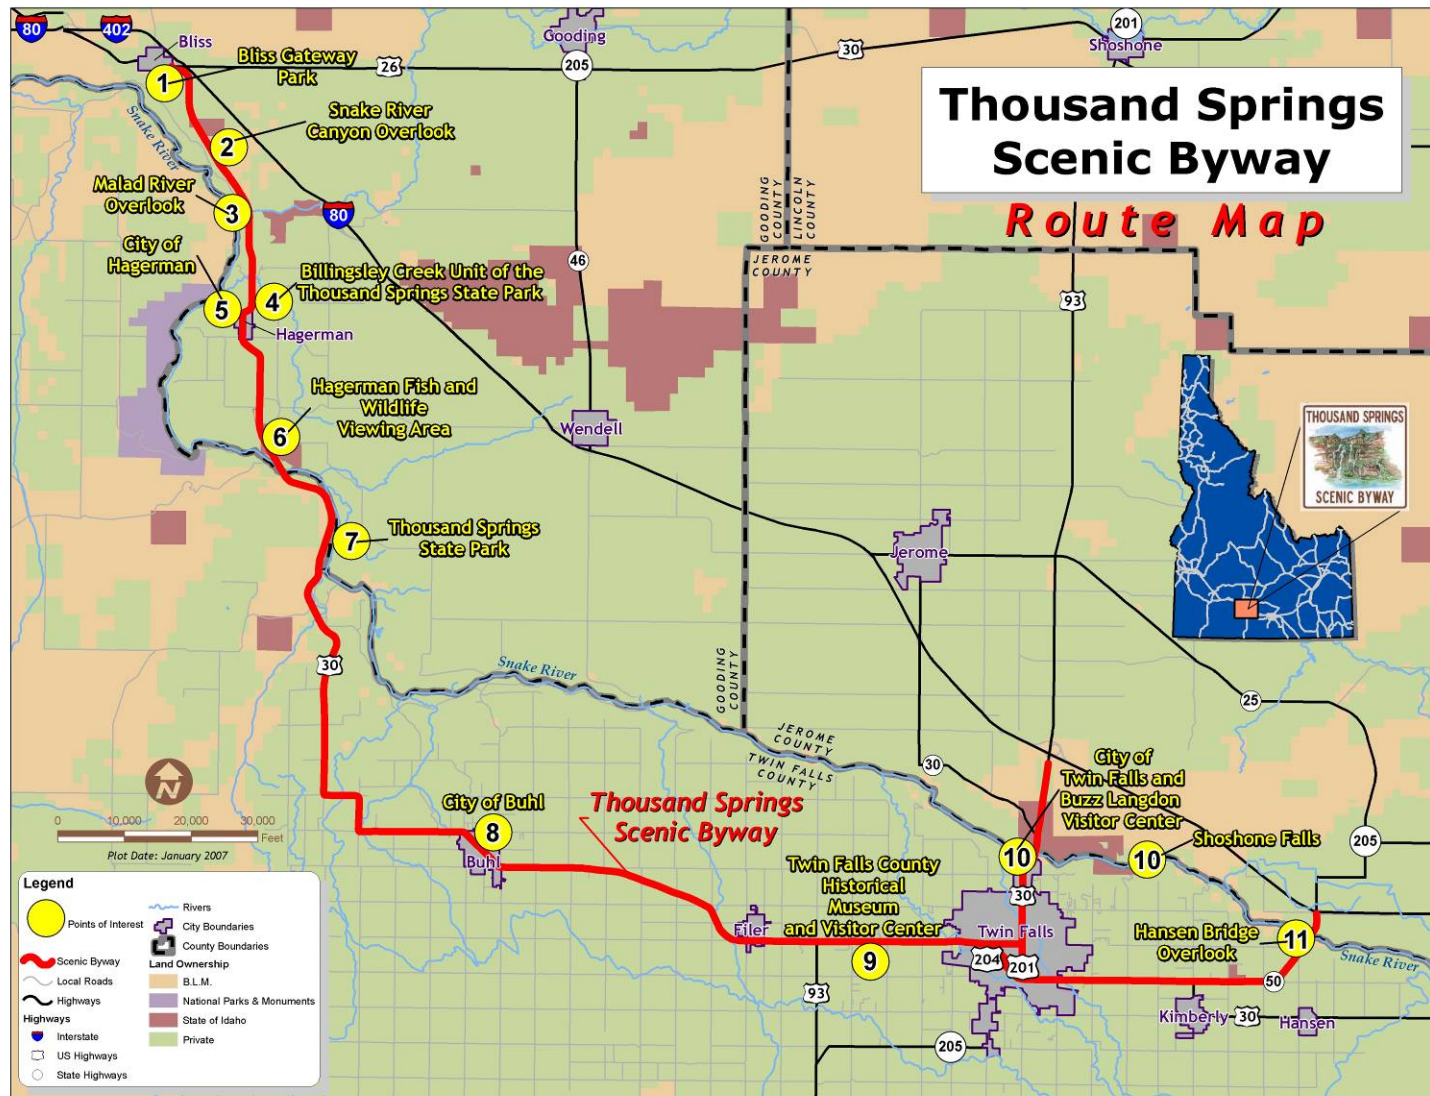 Thousand Springs
Scenic Byway
Route Map
80
402
Bliss
Bliss Gateway
Park
1
26
Gooding
205
30
201
Shoshone
Snake River
Canyon Overlook
2
Snake River
Malad River
Overlook
3
80
GOODING
COUNTY
LINCOLN
COUNTY
JEROME
COUNTY
City of
Hagerman
5
4
Billingsley Creek Unit of the
Thousand Springs State Park
Hagerman
46
93
Hagerman Fish and
Wildlife
Viewing Area
6
Wendell
THOUSAND SPRINGS
SCENIC BYWAY
7
Thousand Springs
State Park
Jerome
30
Snake River
GOODING
COUNTY
25
JEROME
COUNTY
TWIN FALLS
COUNTY
30
City of
Twin Falls and
Buzz Langdon
Visitor Center
N
0
10,000
20,000
30,000
Feet
Plot Date: January 2007
City of Buhl
8
Buhl
Thousand Springs
Scenic Byway
10
10
Shoshone Falls
205
Twin Falls County
Historical
Museum
and Visitor Center
9
Filer
30
Twin Falls
204
201
Hansen Bridge
Overlook
11
Snake River
50
93
Kimberly
30
Hansen
205
Legend
Points of Interest
Scenic Byway
Local Roads
Highways
Highways
Interstate
US Highways
State Highways
Rivers
City Boundaries
County Boundaries
Land Ownership
B.L.M.
National Parks & Monuments
State of Idaho
Private